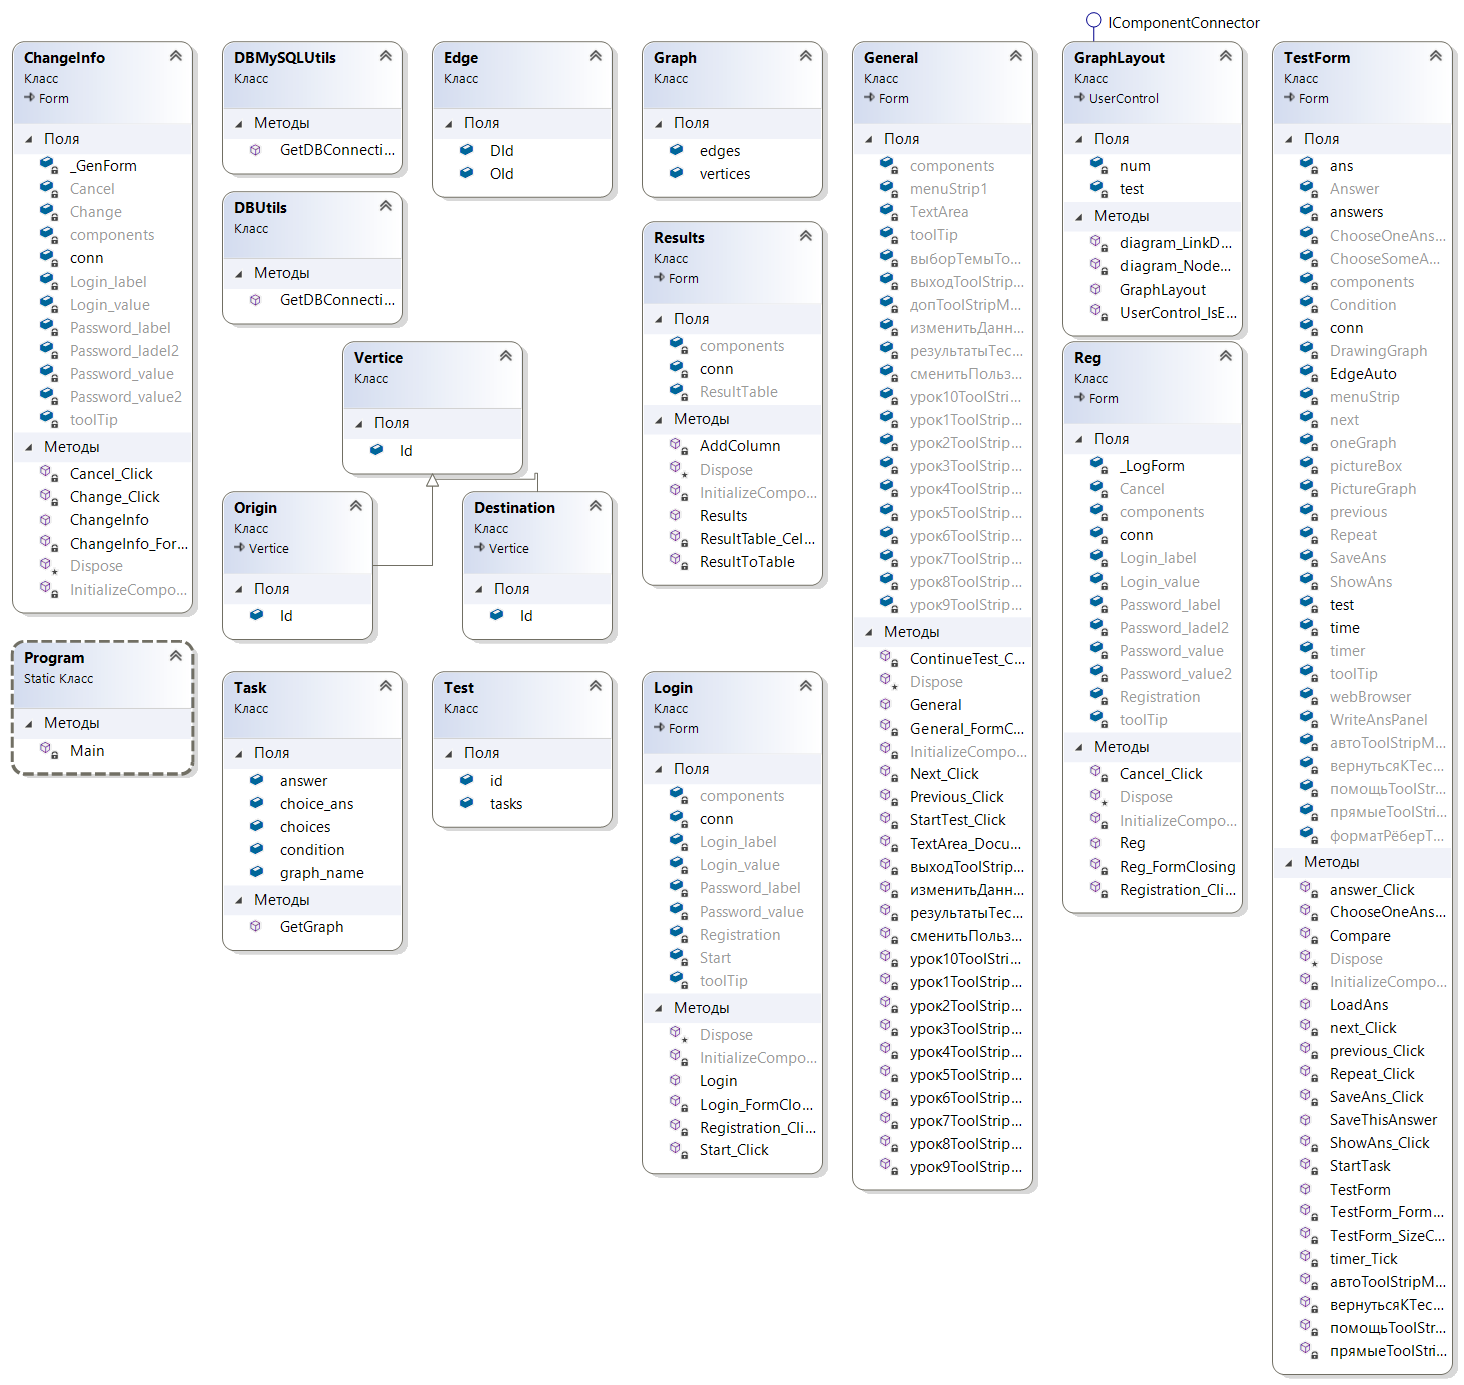 ChangeInfo
Класс
Form
Поля
_GenForm
Cancel
Change
components
conn
Login_label
Login_value
Password_label
Password_ladel2
Password_value
Password_value2
toolTip
Методы
Cancel_Click
Change_Click
ChangeInfo
ChangeInfo_For...
Dispose
InitializeCompo...
Program
Static Класс
Методы
Main
DBMySQLUtils
Класс
Методы
GetDBConnecti...
DBUtils
Класс
Методы
GetDBConnecti...
Edge
Класс
Поля
DId
OId
Vertice
Класс
Поля
Id
Origin
Класс
Vertice
Поля
Id
Destination
Класс
Vertice
Поля
Id
Task
Класс
Поля
answer
choice_ans
choices
condition
graph_name
Методы
GetGraph
Test
Класс
Поля
id
tasks
Graph
Класс
Поля
edges
vertices
Results
Класс
Form
Поля
components
conn
ResultTable
Методы
AddColumn
Dispose
InitializeCompo...
Results
ResultTable_Cel...
ResultToTable
Login
Класс
Form
Поля
components
conn
Login_label
Login_value
Password_label
Password_value
Registration
Start
toolTip
Методы
Dispose
InitializeCompo...
Login
Login_FormClo...
Registration_Cli...
Start_Click
General
Класс
Form
Поля
components
menuStrip1
TextArea
toolTip
выборТемыTo...
выходToolStrip...
допToolStripM...
изменитьДанн...
результатыТес...
сменитьПольз...
урок10ToolStri...
урок1ToolStrip...
урок2ToolStrip...
урок3ToolStrip...
урок4ToolStrip...
урок5ToolStrip...
урок6ToolStrip...
урок7ToolStrip...
урок8ToolStrip...
урок9ToolStrip...
Методы
ContinueTest_C...
Dispose
General
General_FormC...
InitializeCompo...
Next_Click
Previous_Click
StartTest_Click
TextArea_Docu...
выходToolStrip...
изменитьДанн...
результатыТес...
сменитьПольз...
урок10ToolStri...
урок1ToolStrip...
урок2ToolStrip...
урок3ToolStrip...
урок4ToolStrip...
урок5ToolStrip...
урок6ToolStrip...
урок7ToolStrip...
урок8ToolStrip...
урок9ToolStrip...
IComponentConnector
GraphLayout
Класс
UserControl
Поля
num
test
Методы
diagram_LinkD...
diagram_Node...
GraphLayout
UserControl_IsE...
Reg
Класс
Form
Поля
_LogForm
Cancel
components
conn
Login_label
Login_value
Password_label
Password_ladel2
Password_value
Password_value2
Registration
toolTip
Методы
Cancel_Click
Dispose
InitializeCompo...
Reg
Reg_FormClosing
Registration_Cli...
TestForm
Класс
Form
Поля
ans
Answer
answers
ChooseOneAns...
ChooseSomeA...
components
Condition
conn
DrawingGraph
EdgeAuto
menuStrip
next
oneGraph
pictureBox
PictureGraph
previous
Repeat
SaveAns
ShowAns
test
time
timer
toolTip
webBrowser
WriteAnsPanel
автоToolStripM...
вернутьсяКТес...
помощьToolStr...
прямыеToolStri...
форматРёберT...
Методы
answer_Click
ChooseOneAns...
Compare
Dispose
InitializeCompo...
LoadAns
next_Click
previous_Click
Repeat_Click
SaveAns_Click
SaveThisAnswer
ShowAns_Click
StartTask
TestForm
TestForm_Form...
TestForm_SizeC...
timer_Tick
автоToolStripM...
вернутьсяКТес...
помощьToolStr...
прямыеToolStri...